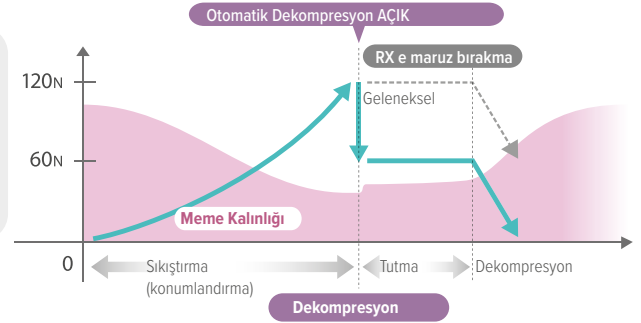 Otomatik Dekompresyon AÇIK
RX e maruz bırakma
120N
Geleneksel
60N
Meme Kalınlığı
0
Sıkıştırma
(konumlandırma)
Tutma
Dekompresyon
Dekompresyon